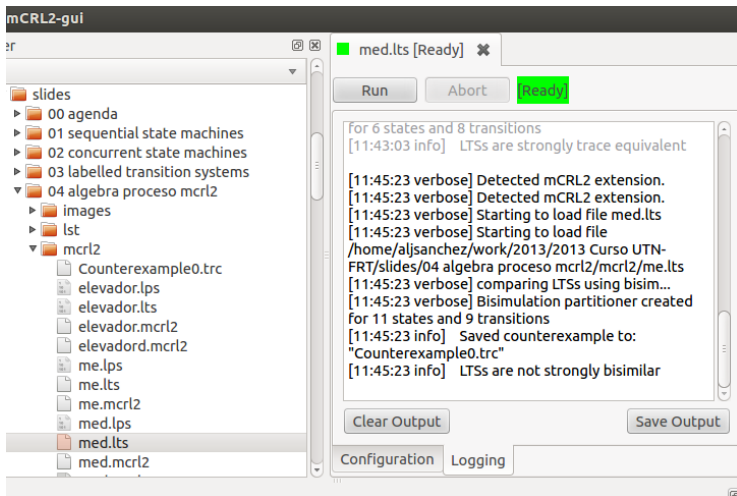 mCRL2-gui
er
slides
00 agenda
01 sequential state machines
02 concurrent state machines
03 labelled transition systems
04 algebra proceso mcrl2
images
lst
mcrl2
Counterexample0.trc
elevador.lps
elevador.lts
elevador.mcrl2
elevadord.mcrl2
me.lps
me.lts
me.mcrl2
med.lps
med.lts
med.mcrl2
med.lts [Ready]
Run Abort [Ready]
for 6 states and 8 transitions
[11:43:03 info] LTSs are strongly trace equivalent
[11:45:23 verbose] Detected mCRL2 extension.
[11:45:23 verbose] Detected mCRL2 extension.
[11:45:23 verbose] Starting to load file med.lts
[11:45:23 verbose] Starting to load file
/home/aljsanchez/work/2013/2013 Curso UTN-
FRT/slides/04 algebra proceso mcrl2/mcrl2/me.lts
[11:45:23 verbose] comparing LTSs using bisim...
[11:45:23 verbose] Bisimulation partitioner created
for 11 states and 9 transitions
[11:45:23 info] Saved counterexample to:
"Counterexample0.trc"
[11:45:23 info] LTSs are not strongly bisimilar
Clear Output Save Output
Configuration Logging